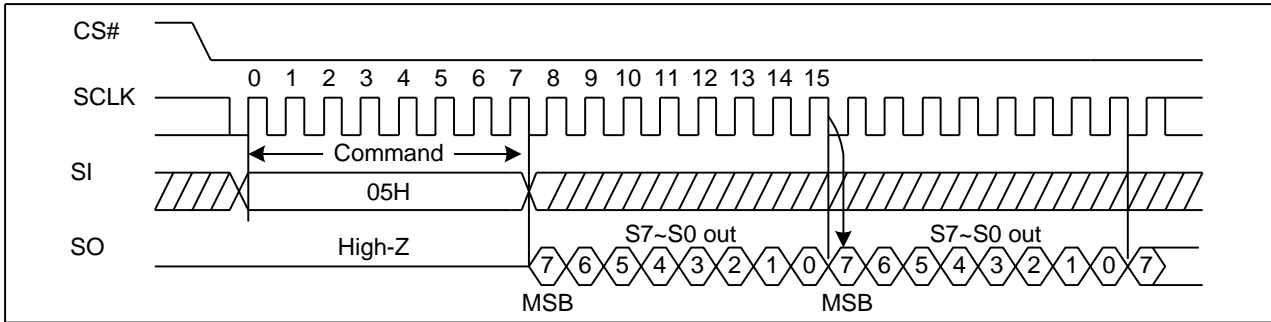 CS#
0 1 2 3 4 5 6 7 8 9 10 11 12 13 14 15
SCLK
Command
SI
05H
S7~S0 out S7~S0 out
SO High-Z
7 6 5 4 3 2 1 0 7 6 5 4 3 2 1 0 7
MSB MSB